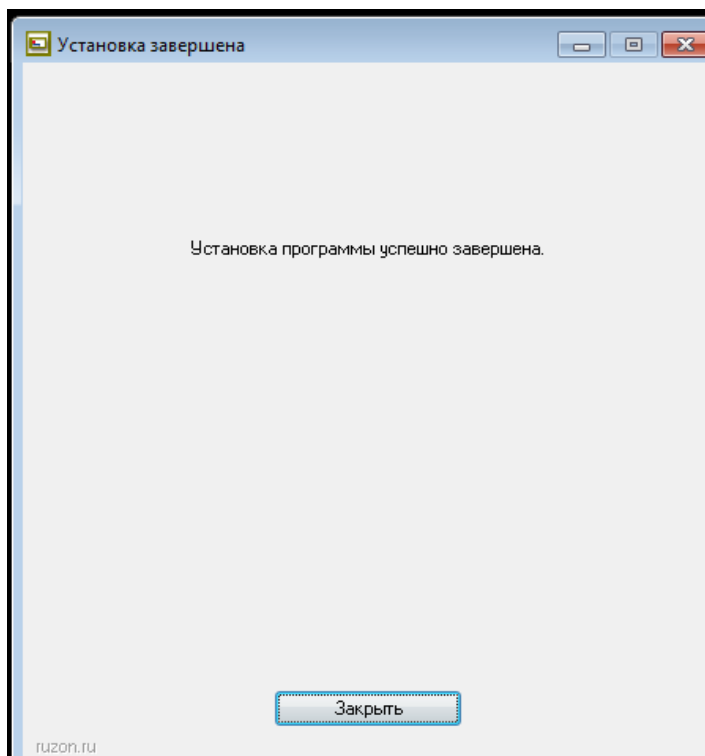 Установка завершена
Установка программы успешно завершена.
Закрыть
ruzon.ru